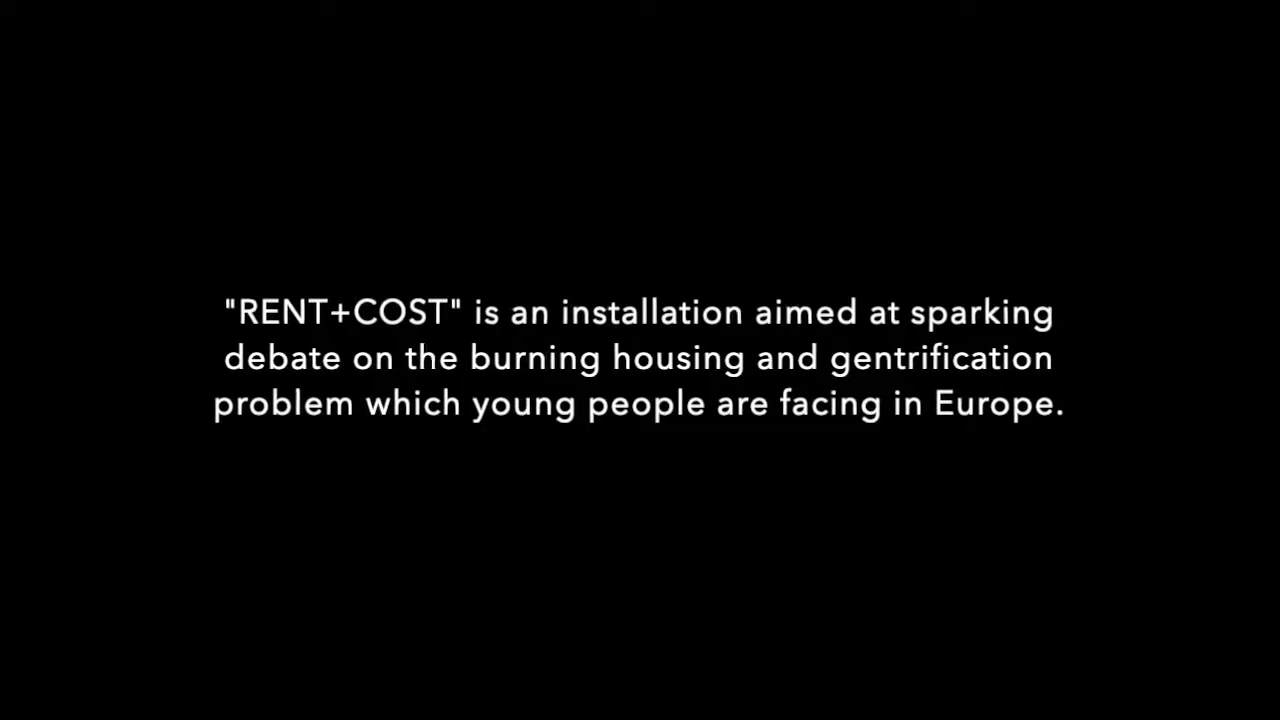 "RENT+COST" is an installation aimed at sparking
debate on the burning housing and gentrification
problem which young people are facing in Europe.